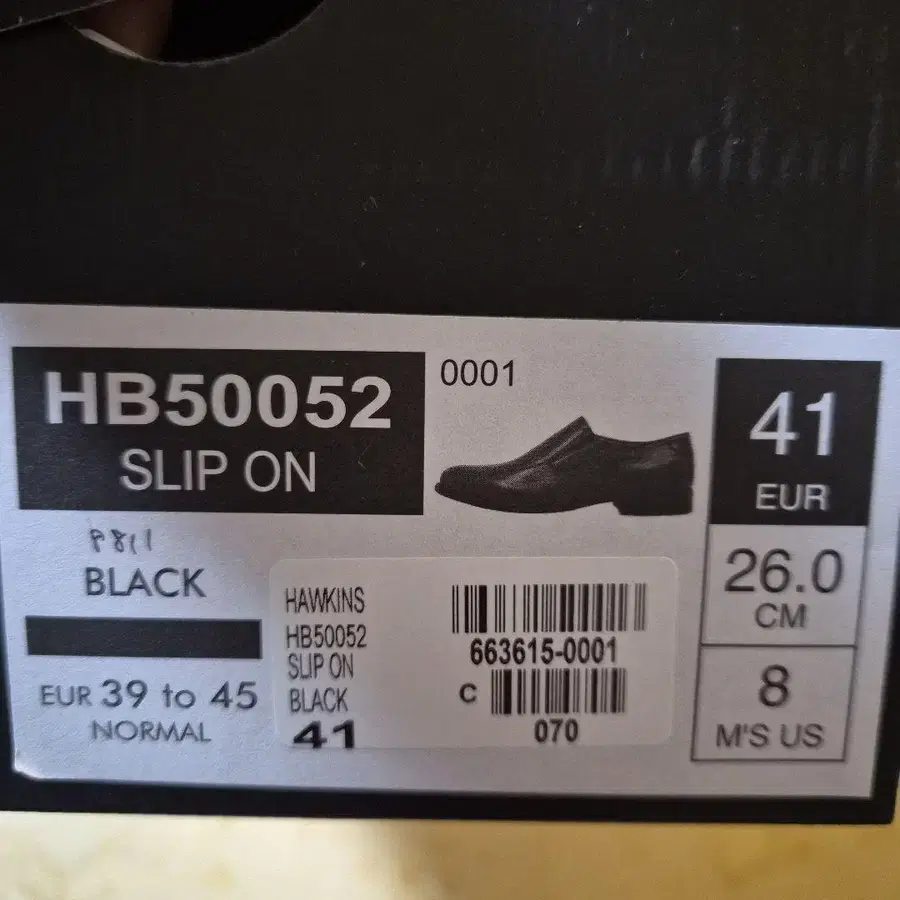 HB50052
SLIP ON
0001
41
EUR
26.0
CM
8
M'S US
P811
BLACK
EUR 39 to 45
NORMAL
HAWKINS
HB50052
SLIP ON
BLACK
41
663615-0001
C
070